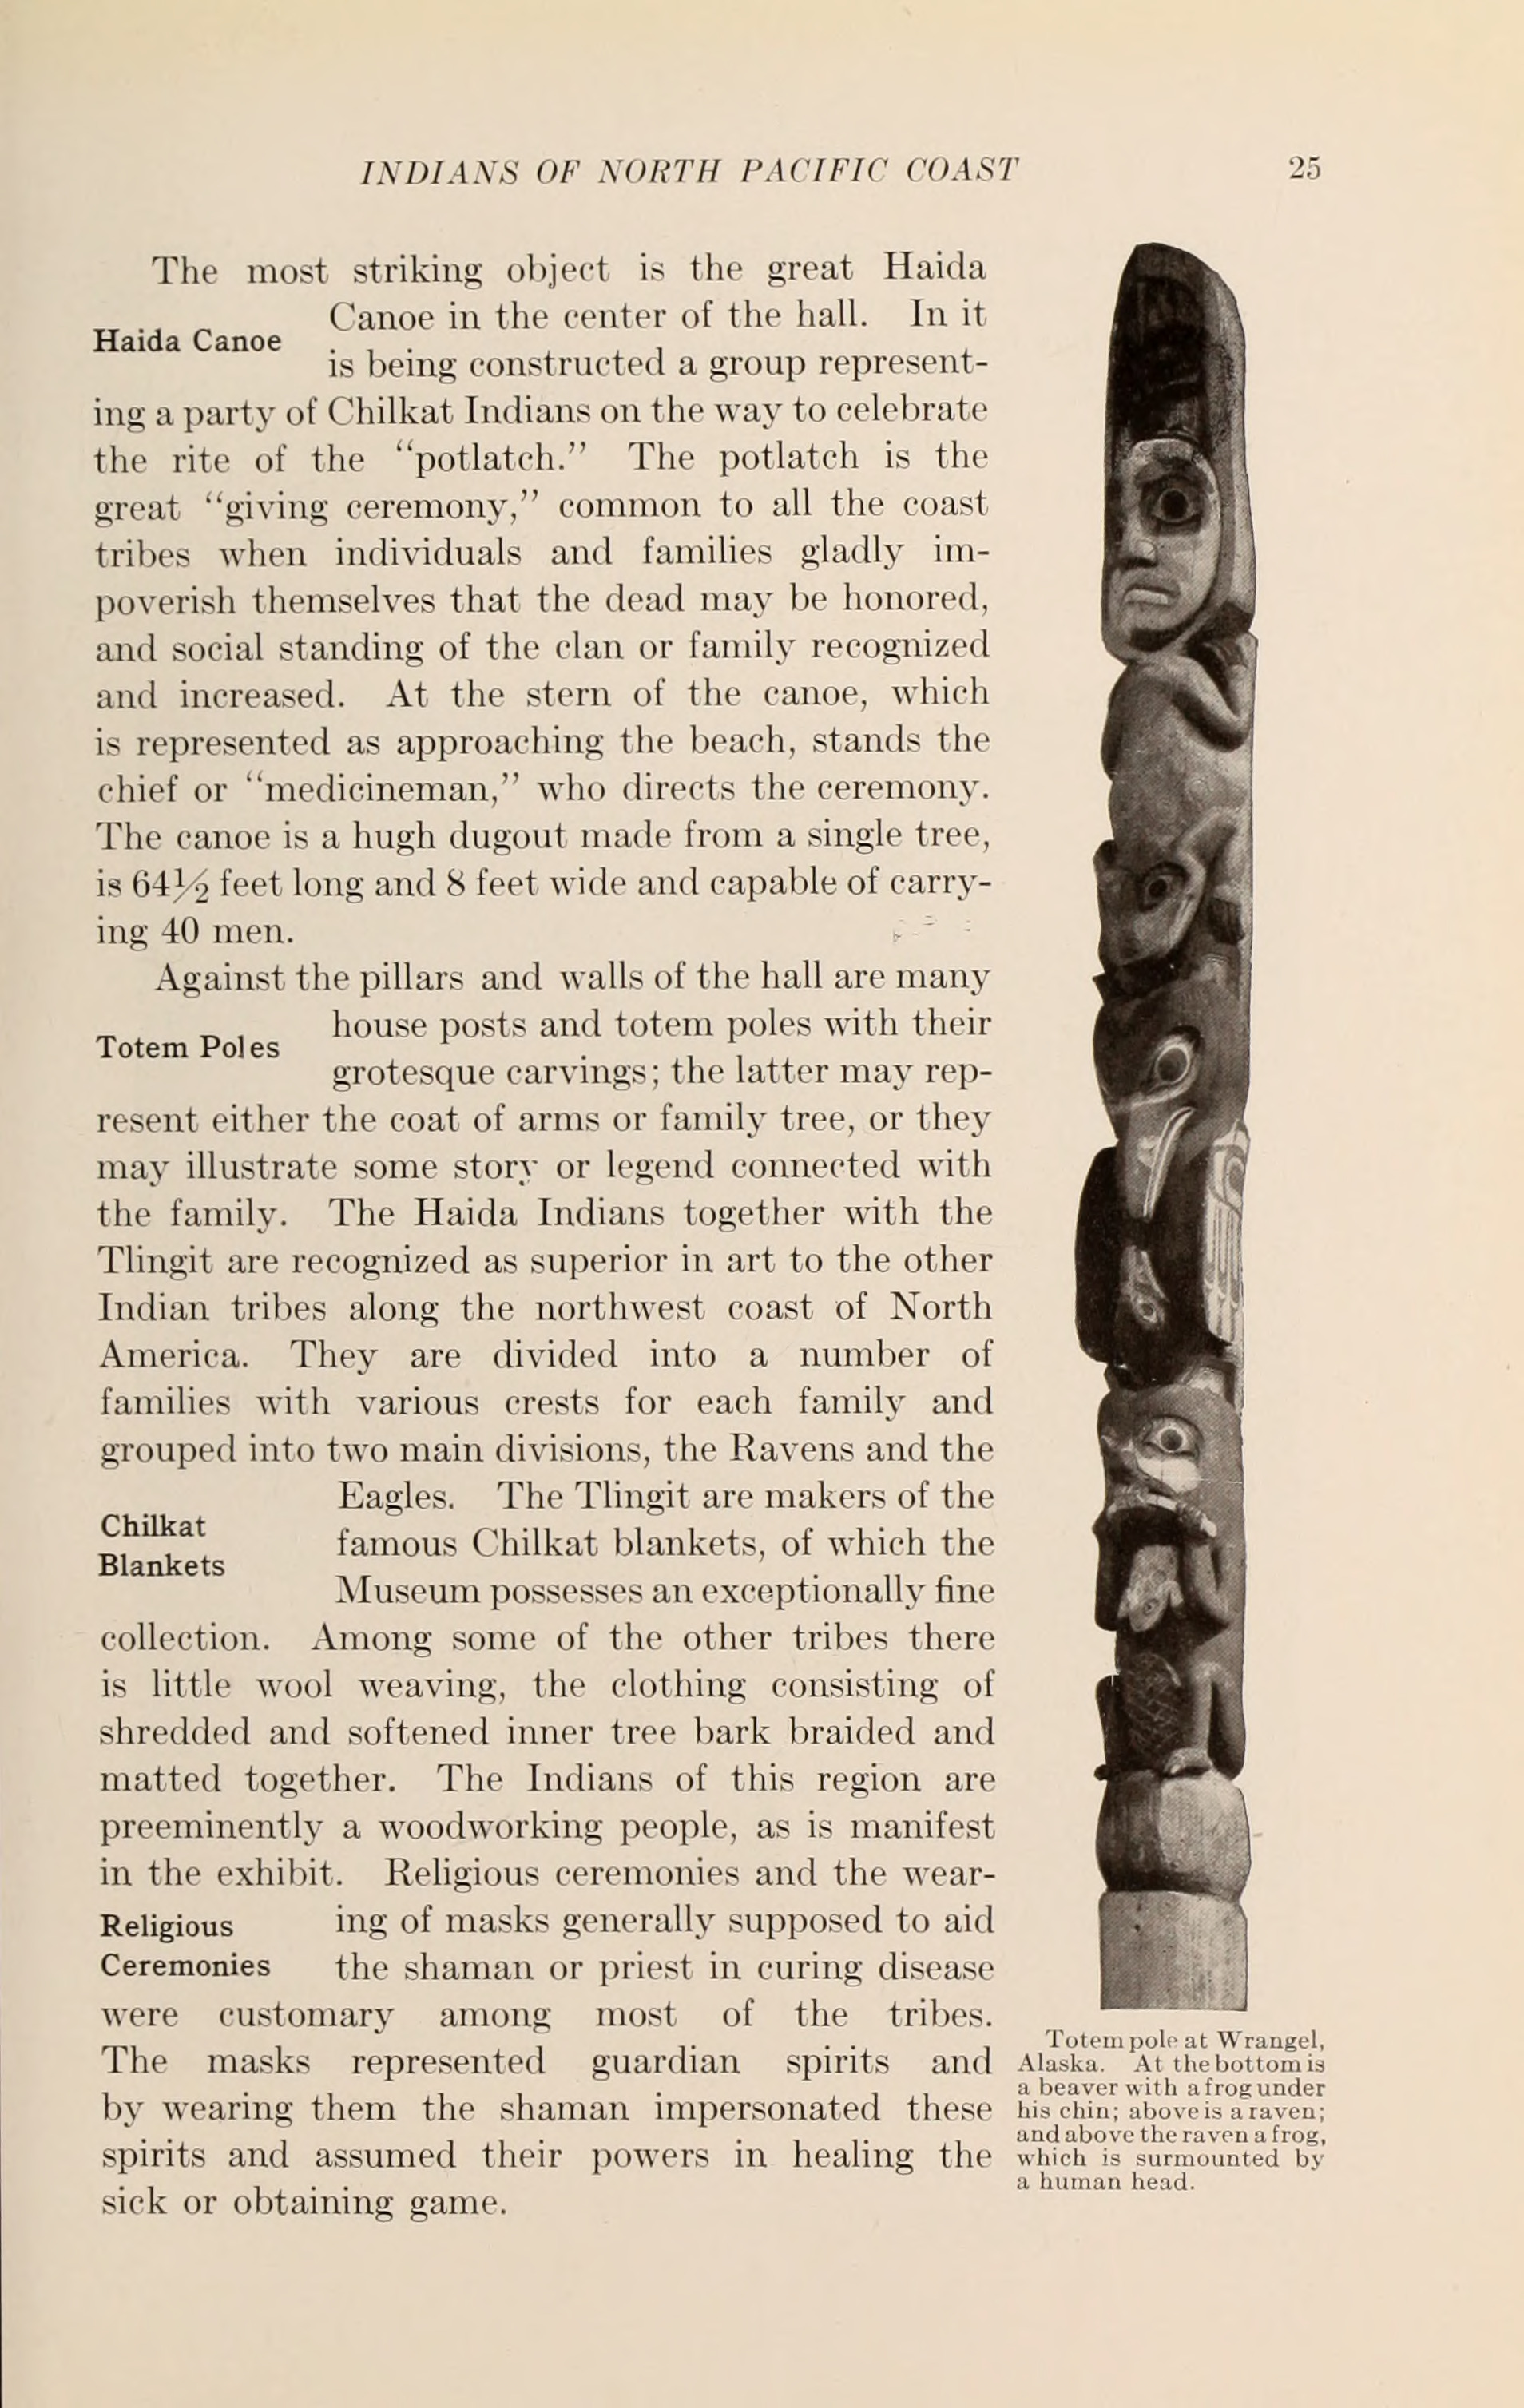 INDIANS OF NORTH PACIFIC COAST 25
The most striking object is the great Haida
Haida Canoe
Canoe in the center of the hall. In it
is being constructed a group represent-
ing a party of Chilkat Indians on the way to celebrate
the rite of the “potlatch.” The potlatch is the
great “giving ceremony,” common to all the coast
tribes when individuals and families gladly im-
poverish themselves that the dead may be honored,
and social standing of the clan or family recognized
and increased. At the stern of the canoe, which
is represented as approaching the beach, stands the
chief or “medicineman,” who directs the ceremony.
The canoe is a hugh dugout made from a single tree,
is 64½ feet long and 8 feet wide and capable of carry-
ing 40 men.
Against the pillars and walls of the hall are many
Totem Poles
house posts and totem poles with their
grotesque carvings; the latter may rep-
resent either the coat of arms or family tree, or they
may illustrate some story or legend connected with
the family. The Haida Indians together with the
Tlingit are recognized as superior in art to the other
Indian tribes along the northwest coast of North
America. They are divided into a number of
families with various crests for each family and
grouped into two main divisions, the Ravens and the
Chilkat
Blankets
Eagles. The Tlingit are makers of the
famous Chilkat blankets, of which the
Museum possesses an exceptionally fine
collection. Among some of the other tribes there
is little wool weaving, the clothing consisting of
shredded and softened inner tree bark braided and
matted together. The Indians of this region are
preeminently a woodworking people, as is manifest
in the exhibit. Religious ceremonies and the wear-
Religious
Ceremonies
ing of masks generally supposed to aid
the shaman or priest in curing disease
were customary among most of the tribes.
The masks represented guardian spirits and
by wearing them the shaman impersonated these
spirits and assumed their powers in healing the
sick or obtaining game.
Totem pole at Wrangel,
Alaska. At the bottom is
a beaver with a frog under
his chin; above is a raven;
and above the raven a frog,
which is surmounted by
a human head.